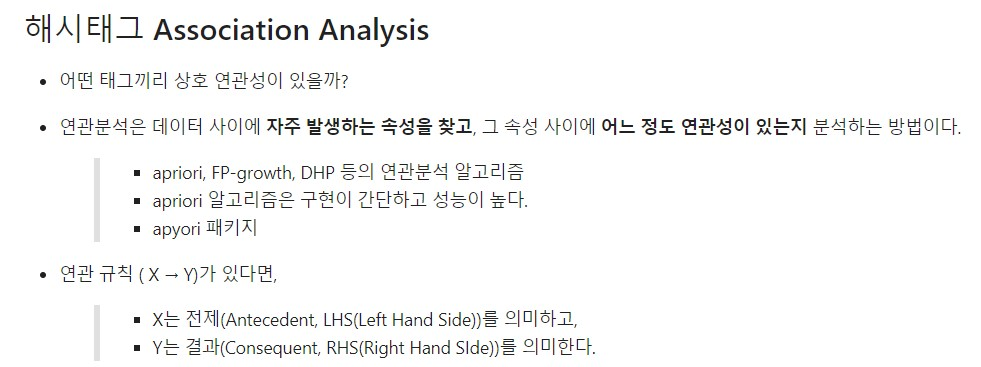 해시태그 Association Analysis
어떤 태그끼리 상호 연관성이 있을까?
연관분석은 데이터 사이에 자주 발생하는 속성을 찾고, 그 속성 사이에 어느 정도 연관성이 있는지 분석하는 방법이다.
apriori, FP-growth, DHP 등의 연관분석 알고리즘
apriori 알고리즘은 구현이 간단하고 성능이 높다.
apyori 패키지
연관 규칙 ( X → Y)가 있다면,
X는 전제(Antecedent, LHS(Left Hand Side))를 의미하고,
Y는 결과(Consequent, RHS(Right Hand SIde))를 의미한다.